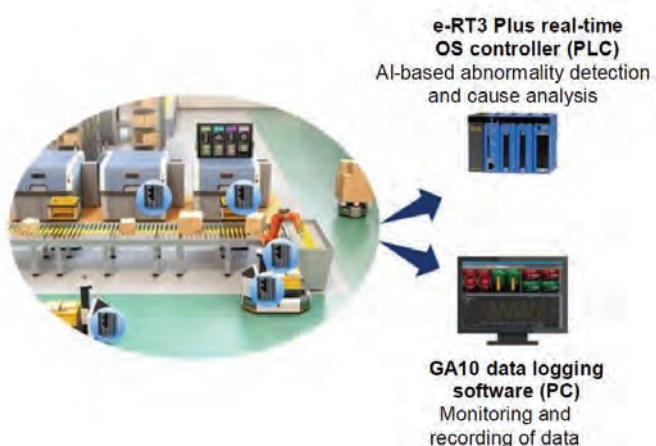 e-RT3 Plus real-time
OS controller (PLC)
AI-based abnormality detection
and cause analysis
GA10 data logging
software (PC)
Monitoring and
recording of data